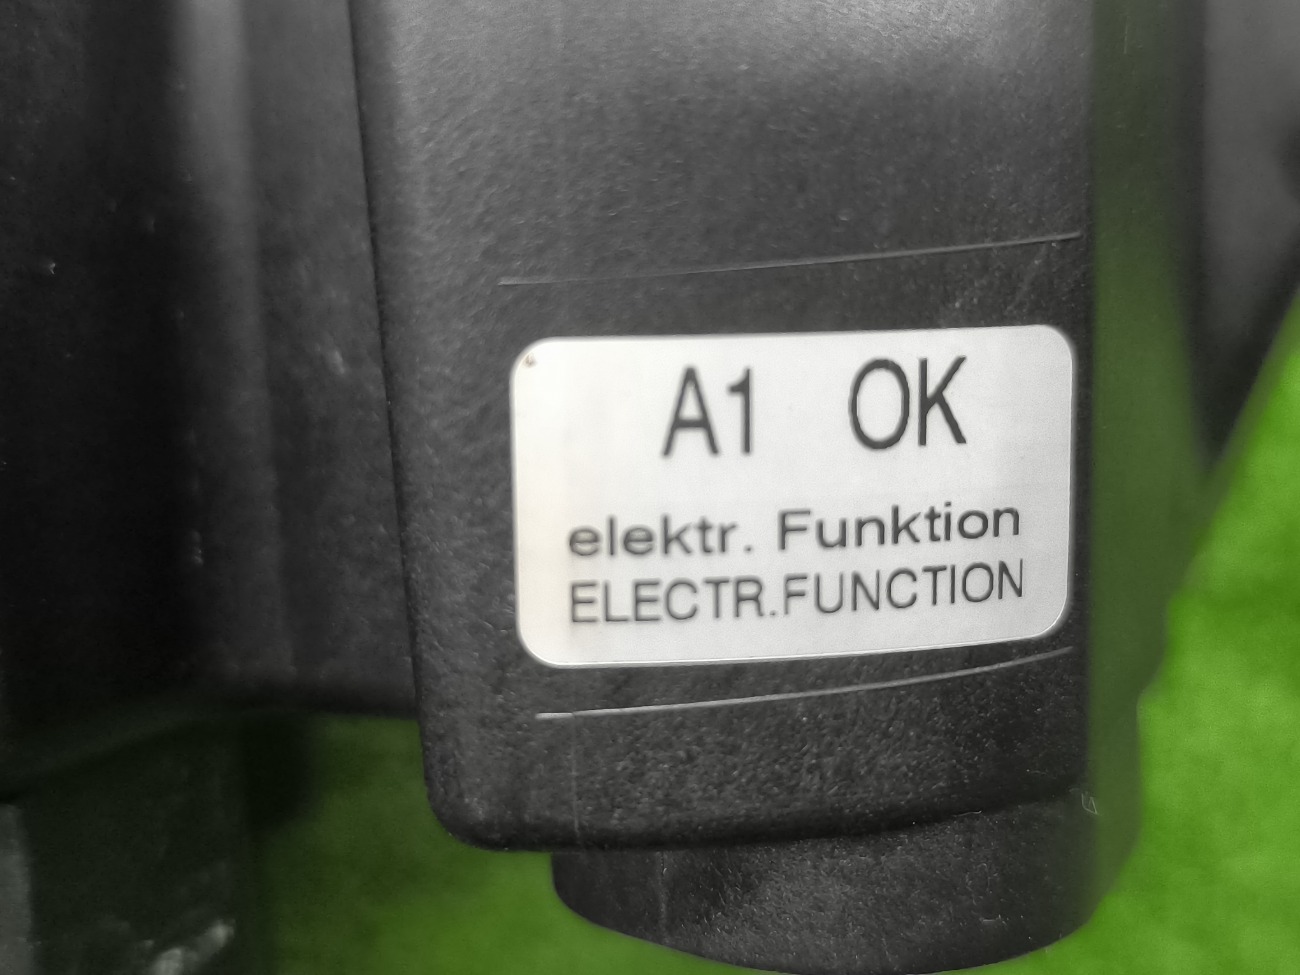 A1 OK
elektr. Funktion
ELECTR.FUNCTION